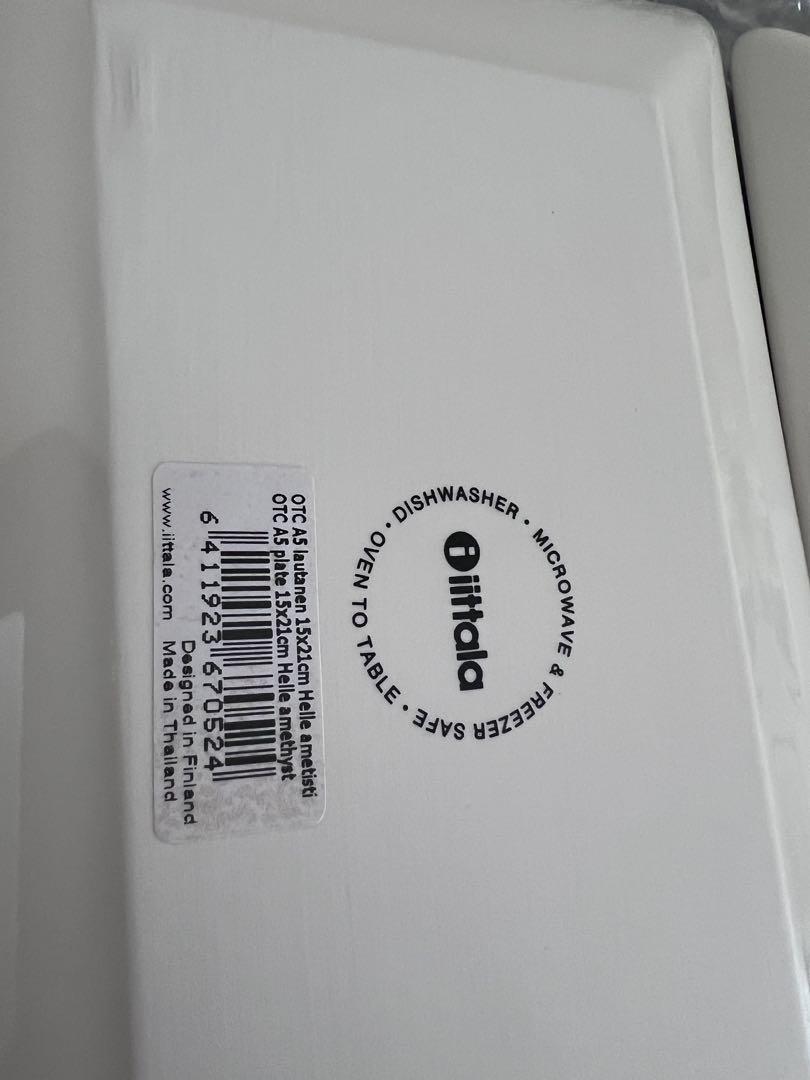 OTC A5 lautanen 15x21cm Helle ametisti
OTC A5 plate 15x21cm Helle amethyst
6 411923 670524
Designed in Finland
www.iittala.com Made in Thailand
iittala
OVEN TO TABLE • DISHWASHER • MICROWAVE & FREEZER SAFE •